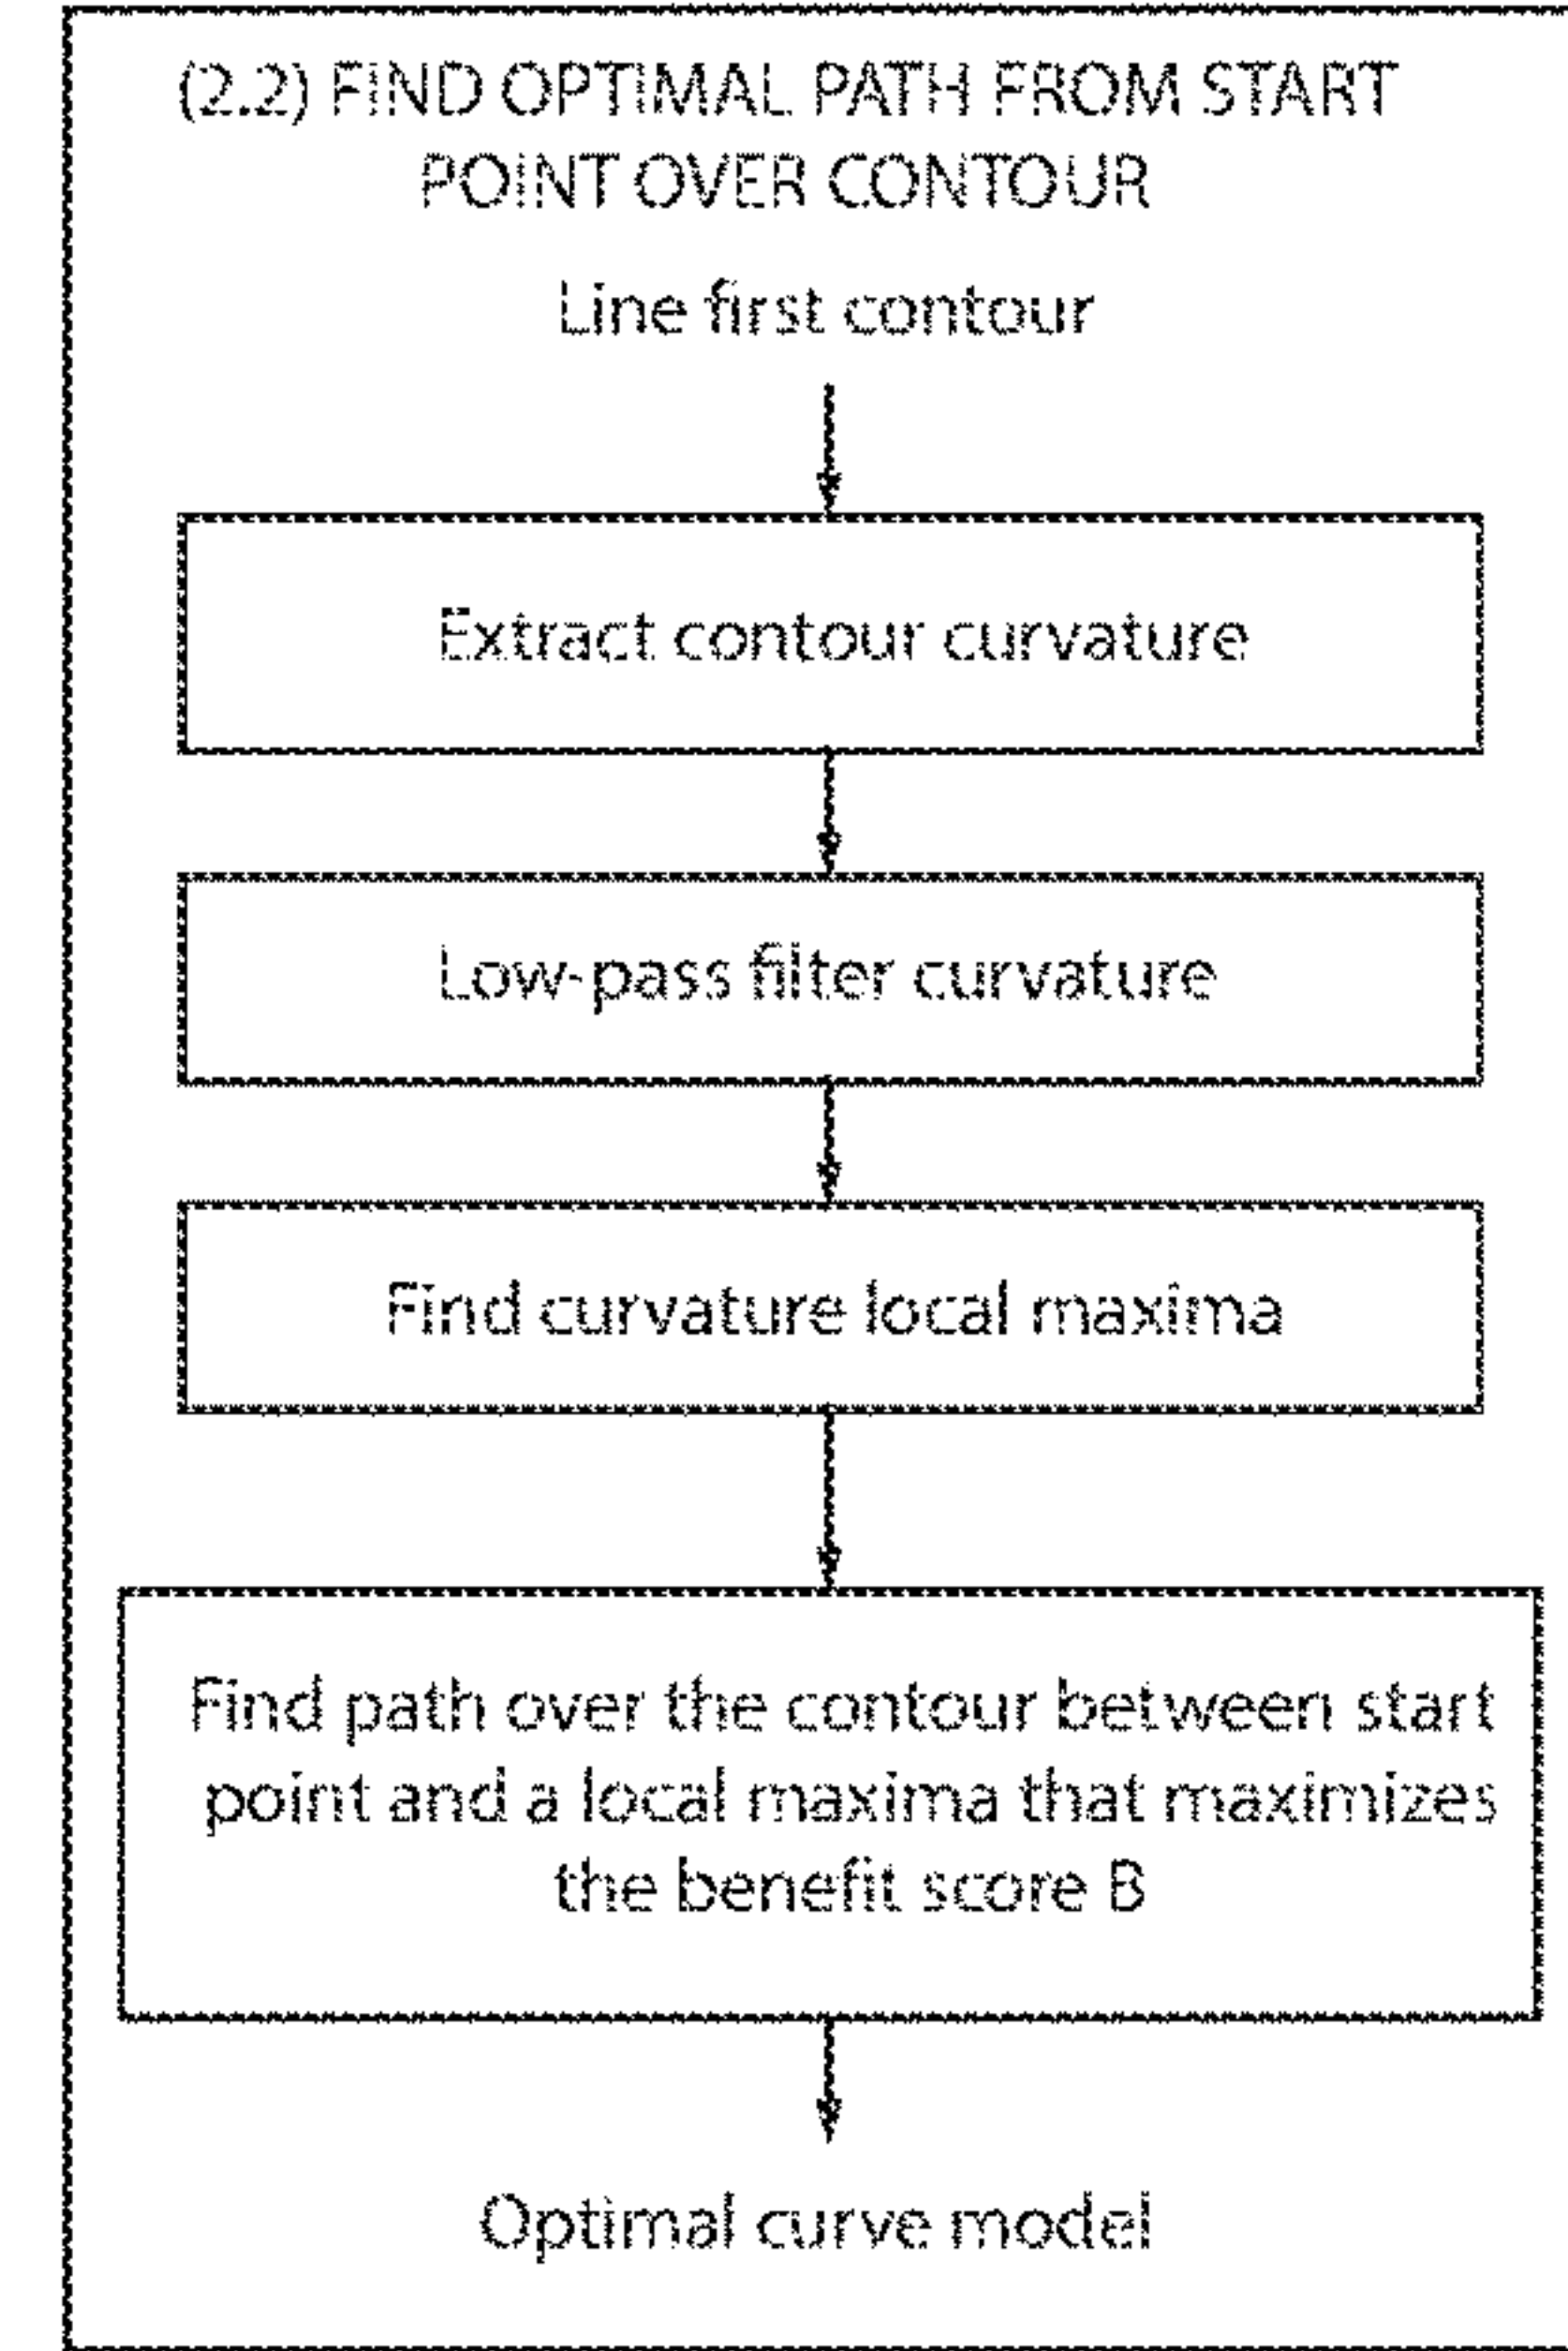 (2.2) FIND OPTIMAL PATH FROM START
POINT OVER CONTOUR
Line first contour
Extract contour curvature
Low-pass filter curvature
Find curvature local maxima
Find path over the contour between start
point and a local maxima that maximizes
the benefit score B
Optimal curve model